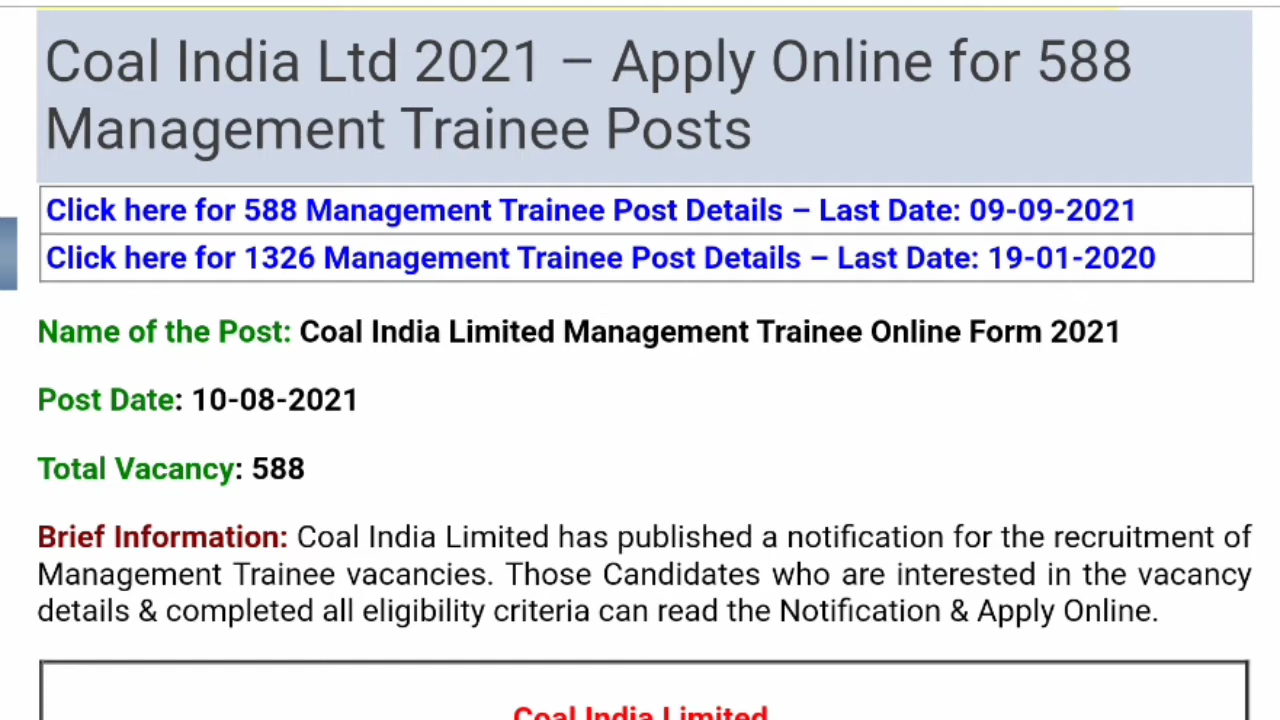 Coal India Ltd 2021 – Apply Online for 588
Management Trainee Posts
Click here for 588 Management Trainee Post Details – Last Date: 09-09-2021
Click here for 1326 Management Trainee Post Details – Last Date: 19-01-2020
Name of the Post: Coal India Limited Management Trainee Online Form 2021
Post Date: 10-08-2021
Total Vacancy: 588
Brief Information: Coal India Limited has published a notification for the recruitment of
Management Trainee vacancies. Those Candidates who are interested in the vacancy
details & completed all eligibility criteria can read the Notification & Apply Online.
Coal India Limited